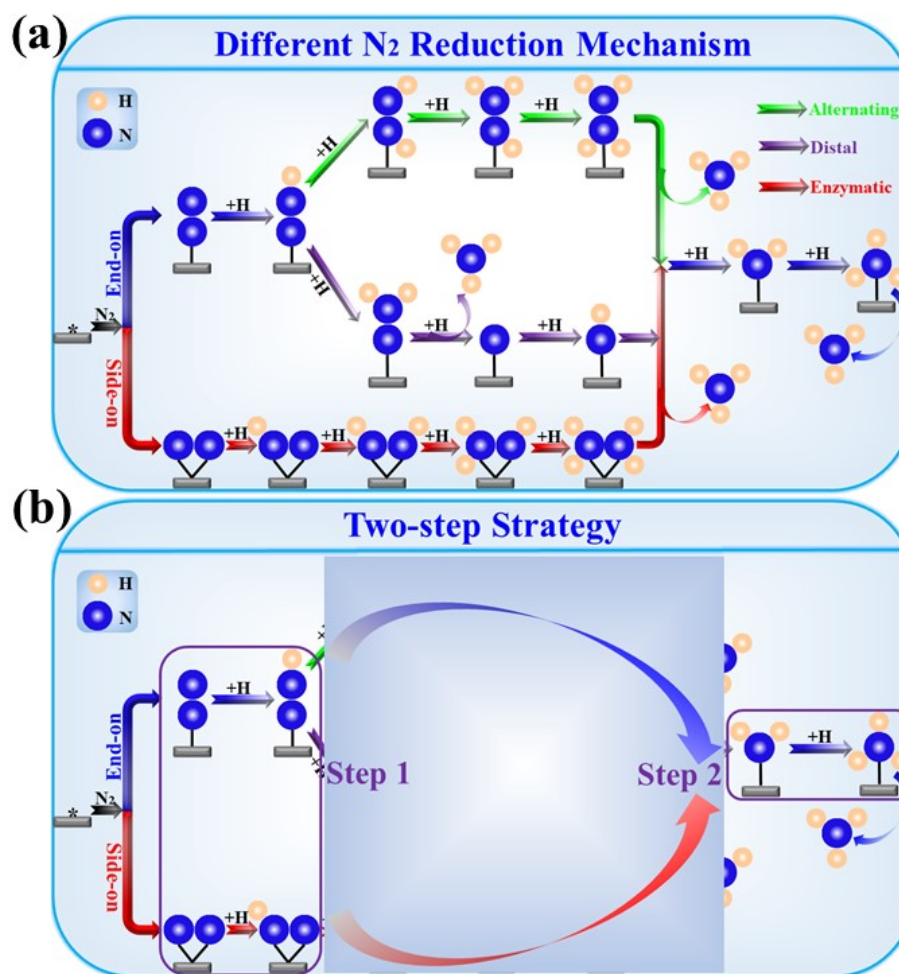 (a)
Different N₂ Reduction Mechanism
H
N
+H
+H
+H
Alternating
Distal
Enzymatic
+H
+H
+H
+H
+H
+H
+H
End-on
N₂
*
Side-on
+H
+H
+H
+H
(b)
Two-step Strategy
H
N
+H
+H
End-on
Step 1
Step 2
N₂
*
Side-on
+H